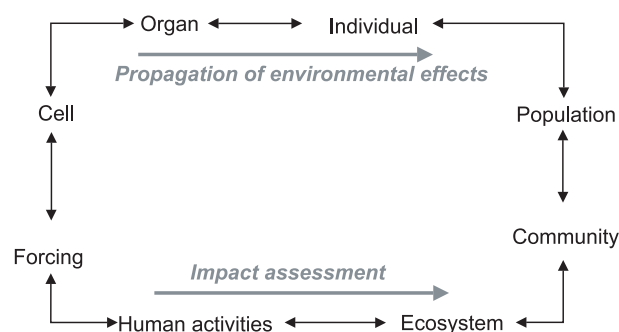 Organ
Individual
Propagation of environmental effects
Cell
Population
Community
Forcing
Impact assessment
Human activities
Ecosystem